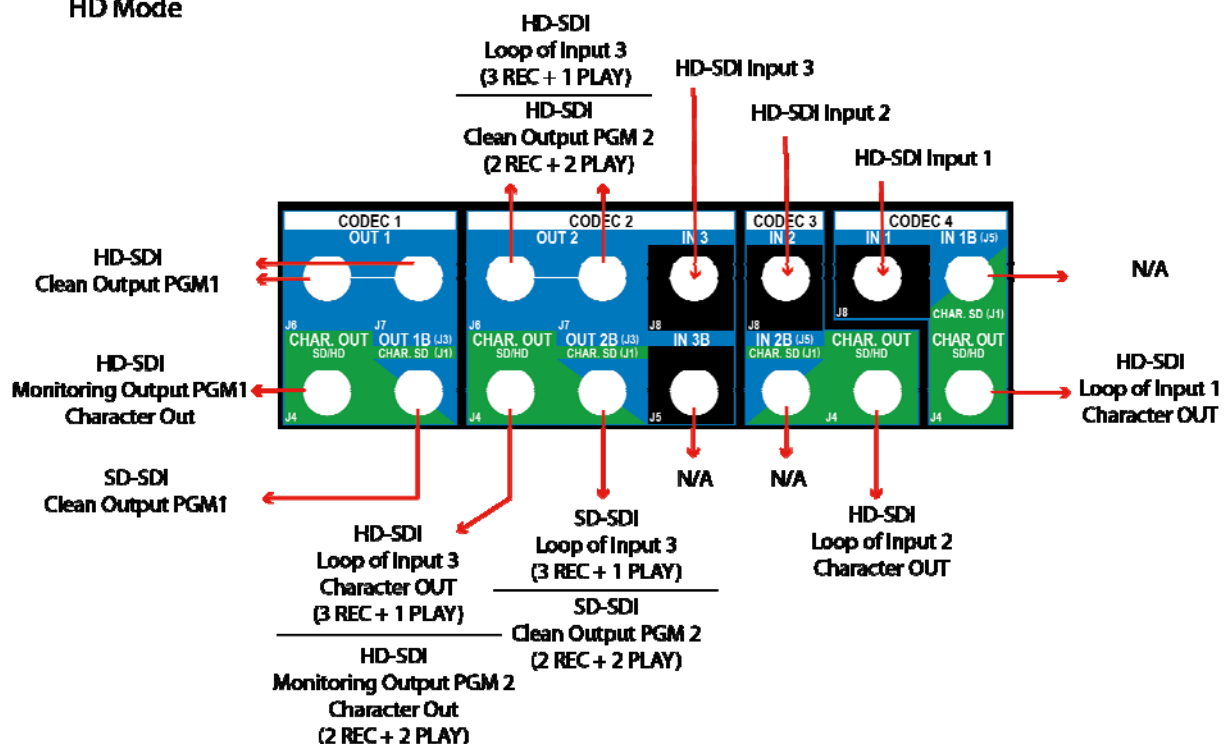 HD Mode
HD-SDI
Loop of Input 3
(3 REC + 1 PLAY)
HD-SDI
Clean Output PGM 2
(2 REC + 2 PLAY)
HD-SDI Input 3
HD-SDI Input 2
HD-SDI Input 1
CODEC 1
OUT 1
CODEC 2
OUT 2
IN 3
CODEC 3
IN 2
CODEC 4
IN 1
IN 1B (J5)
HD-SDI
Clean Output PGM1
N/A
J6
J7
J6
J7
J8
J8
J8
CHAR. SD (J1)
CHAR. OUT
SD/HD
OUT 1B (J3)
CHAR. SD (J1)
CHAR. OUT
SD/HD
OUT 2B (J3)
CHAR. SD (J1)
IN 3B
IN 2B (J5)
CHAR. SD (J1)
CHAR. OUT
SD/HD
CHAR. OUT
SD/HD
HD-SDI
Monitoring Output PGM1
Character Out
HD-SDI
Loop of Input 1
Character OUT
J4
J4
J5
J4
J4
SD-SDI
Clean Output PGM1
N/A
N/A
HD-SDI
Loop of Input 3
Character OUT
(3 REC + 1 PLAY)
HD-SDI
Monitoring Output PGM 2
Character Out
(2 REC + 2 PLAY)
SD-SDI
Loop of Input 3
(3 REC + 1 PLAY)
SD-SDI
Clean Output PGM 2
(2 REC + 2 PLAY)
HD-SDI
Loop of Input 2
Character OUT